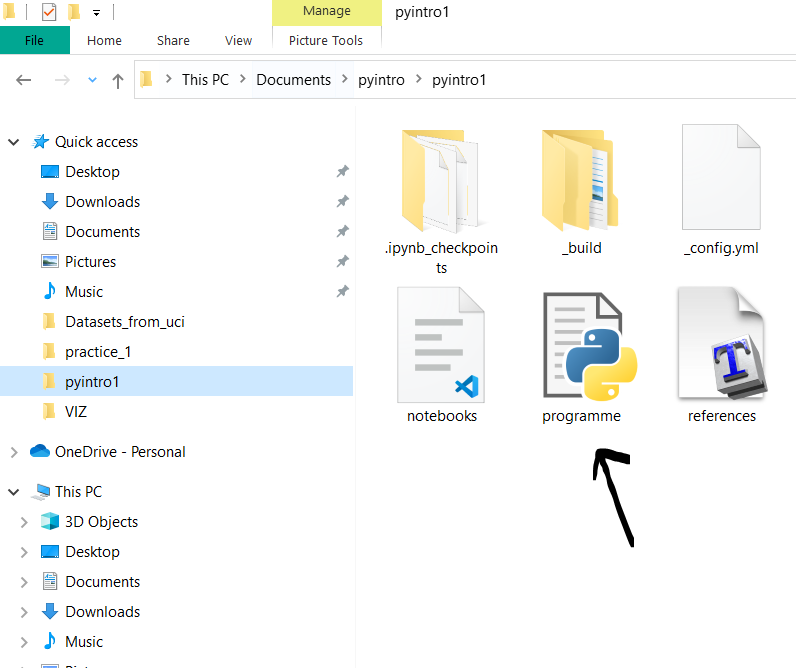 Manage
pyintro1
File
Home
Share
View
Picture Tools
This PC
Documents
pyintro
pyintro1
Quick access
Desktop
Downloads
Documents
Pictures
Music
Datasets_from_uci
practice_1
pyintro1
VIZ
OneDrive - Personal
This PC
3D Objects
Desktop
Documents
Downloads
Music
.ipynb_checkpoi
nts
_build
_config.yml
notebooks
programme
T
references